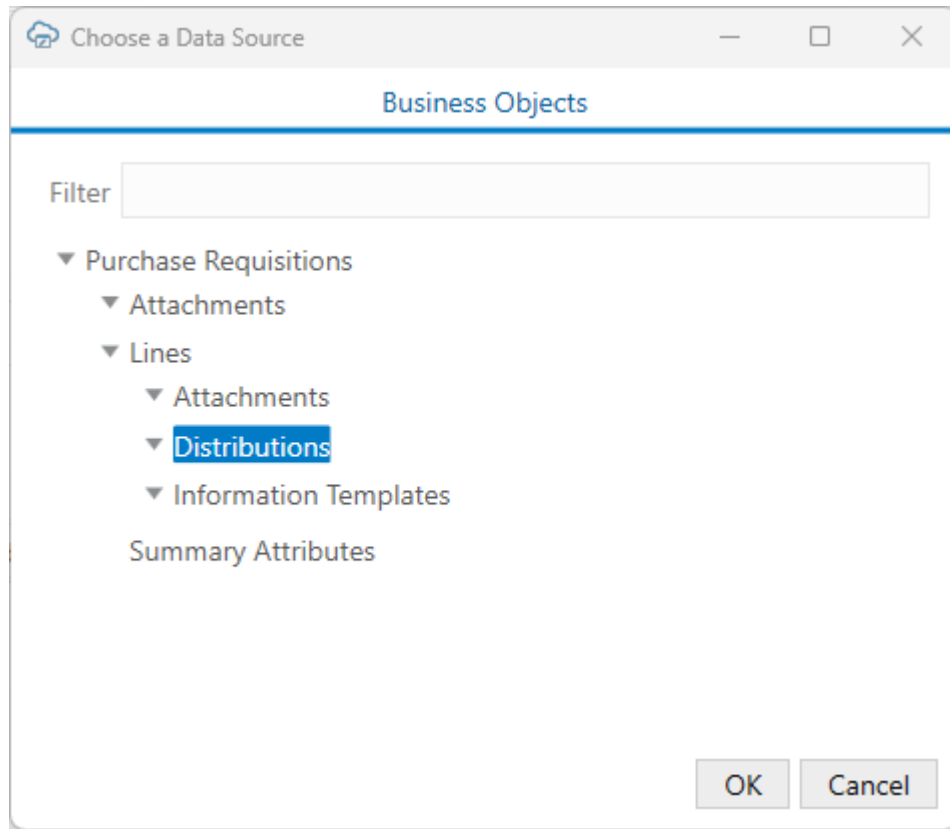 Choose a Data Source
Business Objects
Filter
Purchase Requisitions
Attachments
Lines
Attachments
Distributions
Information Templates
Summary Attributes
OK Cancel